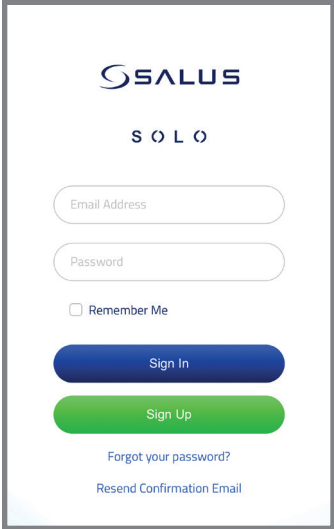 SALUS
SOLO
Email Address
Password
Remember Me
Sign In
Sign Up
Forgot your password?
Resend Confirmation Email